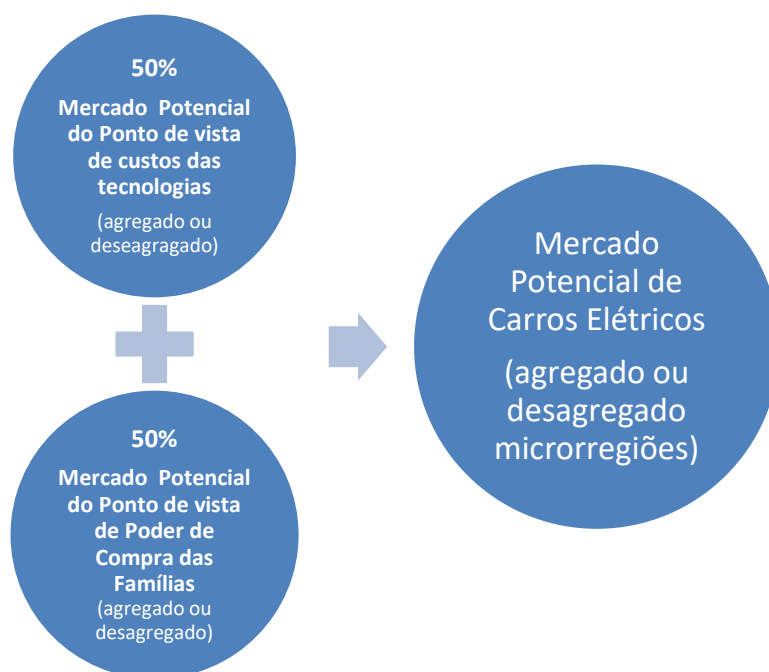 50%
Mercado Potencial
do Ponto de vista
de custos das
tecnologias
(agregado ou
deseagragado)
50%
Mercado Potencial
do Ponto de vista
de Poder de
Compra das
Famílias
(agregado ou
desagregado)
Mercado
Potencial de
Carros Elétricos
(agregado ou
desagregado
microrregiões)